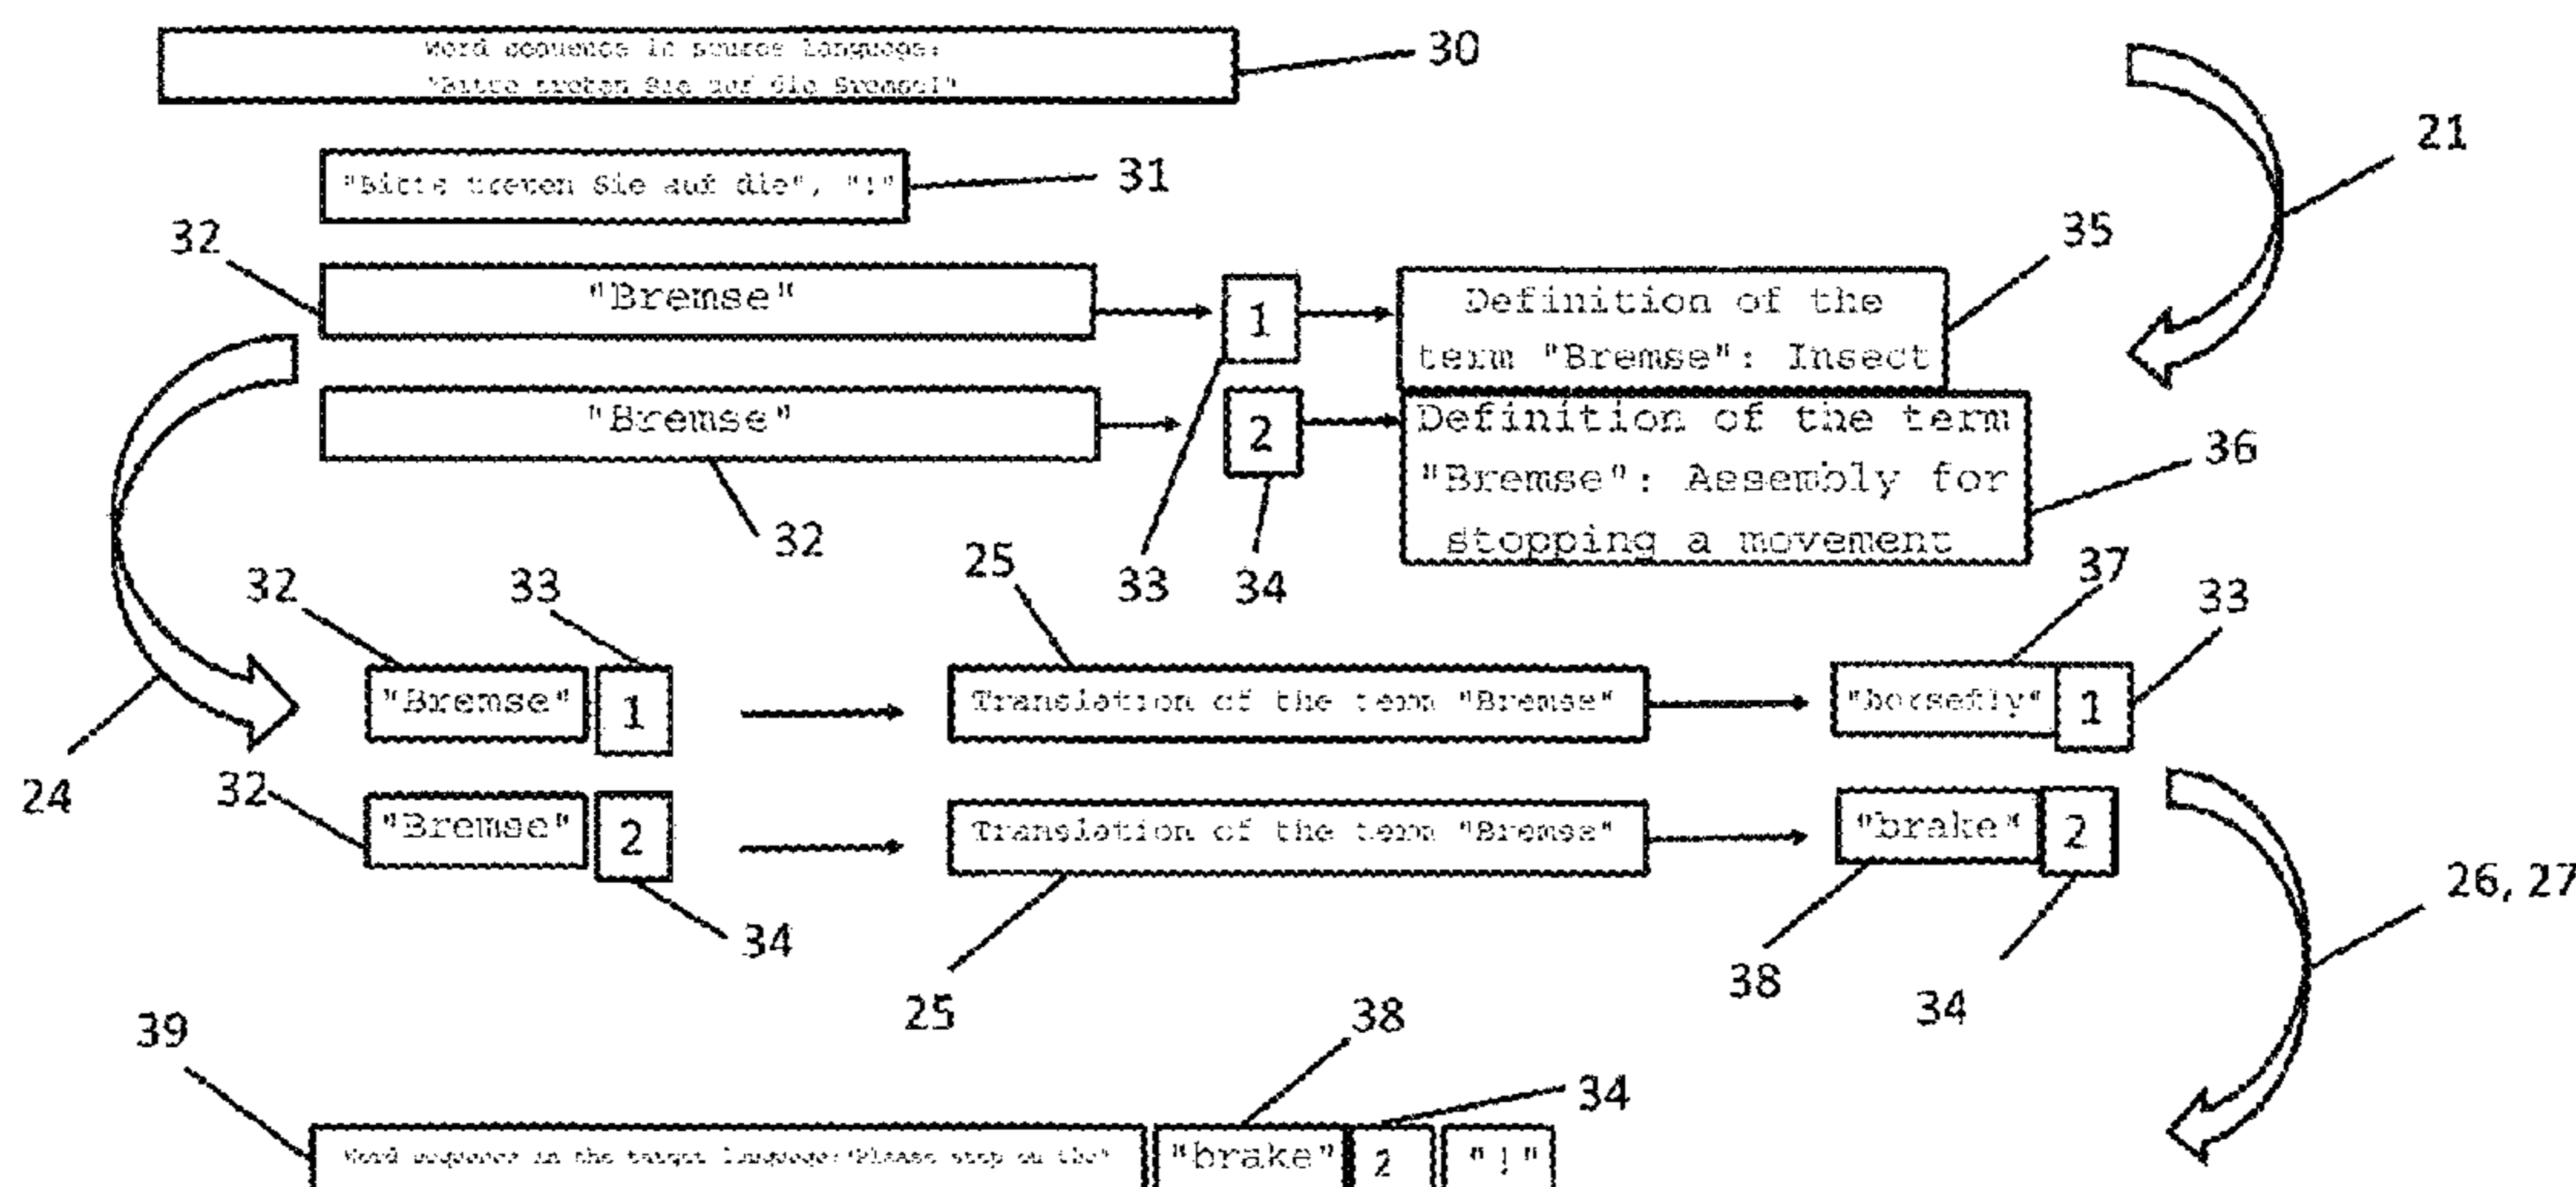 Word sequence in source language:
"Bitte treten Sie auf die Bremse!"
30
21
"Bitte treten Sie auf die", "!"
31
32
35
"Bremse"
1
Definition of the
term "Bremse": Insect
"Bremse"
2
Definition of the term
"Bremse": Assembly for
stopping a movement
36
32
33
34
25
37
32
33
33
"Bremse"
1
Translation of the term "Bremse"
"horsefly"
1
24
32
"Bremse"
2
Translation of the term "Bremse"
"brake"
2
26, 27
34
25
38
34
39
38
34
Word sequence in the target language: "Please step on the"
"brake"
2
"!"